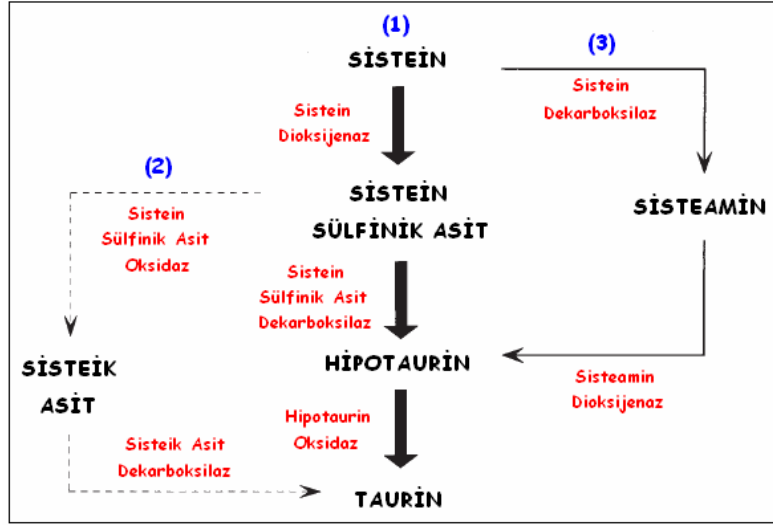 (1)
SİSTEİN
(3)
Sistein
Dioksijenaz
Sistein
Dekarboksilaz
(2)
SİSTEİN
SÜLFİNİK ASİT
SİSTEAMİN
Sistein
Sülfinik Asit
Oksidaz
Sistein
Sülfinik Asit
Dekarboksilaz
SİSTEİK
ASİT
HİPOTAURİN
Sisteamin
Dioksijenaz
Hipotaurin
Oksidaz
Sisteik Asit
Dekarboksilaz
TAURİN